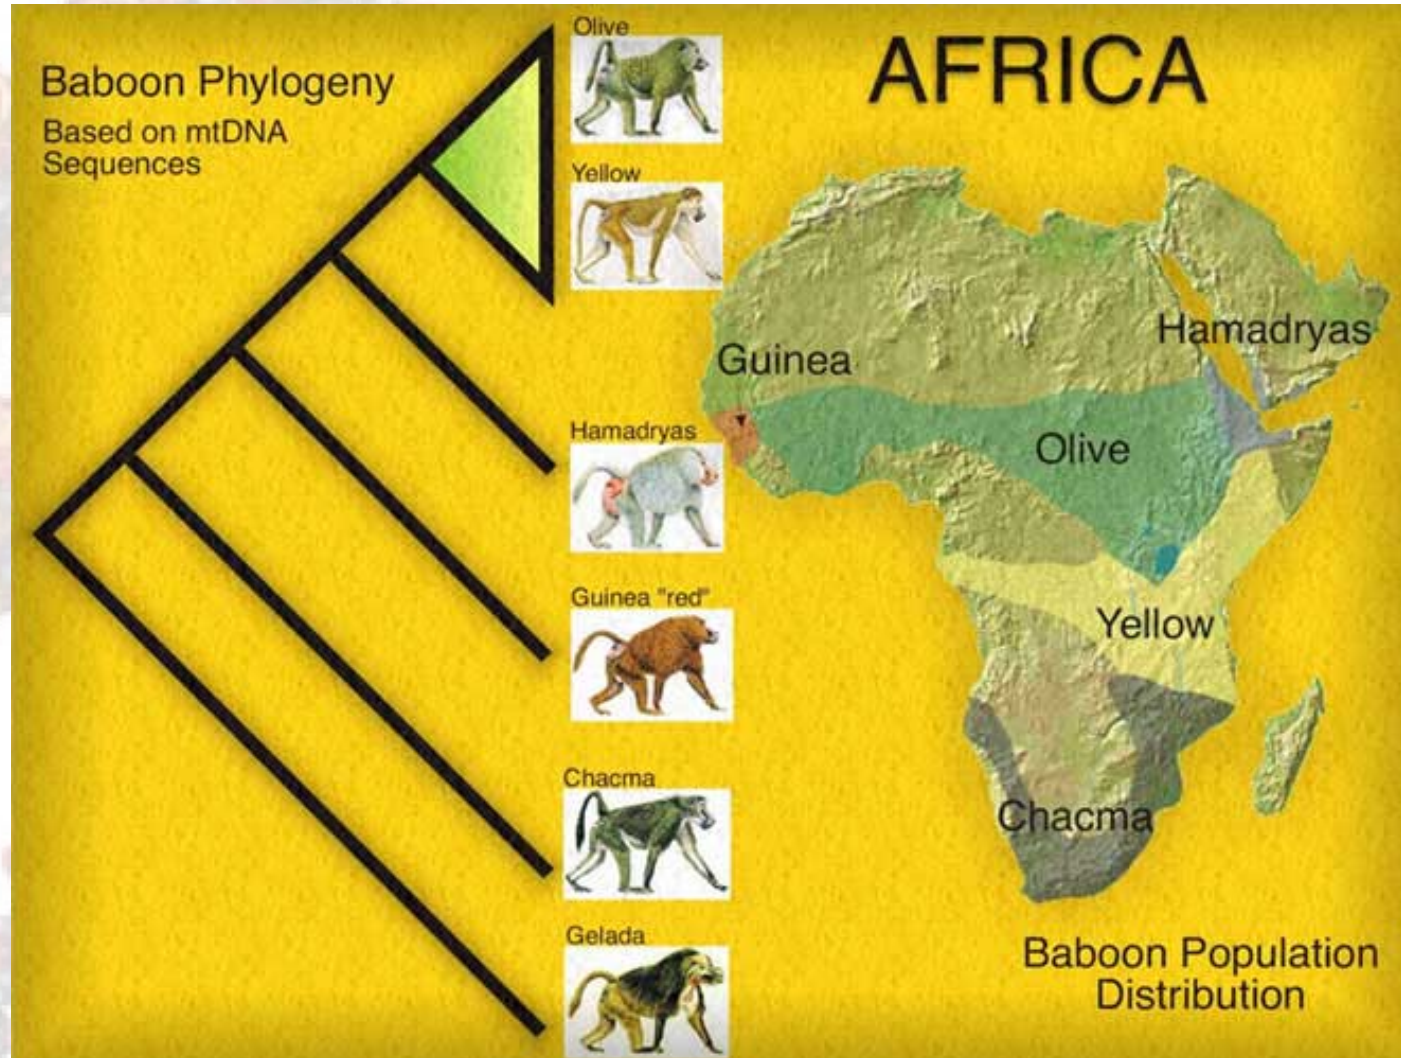 Baboon Phylogeny
Based on mtDNA
Sequences
Olive
Yellow
Hamadryas
Guinea "red"
Chacma
Gelada
AFRICA
Guinea
Hamadryas
Olive
Yellow
Chacma
Baboon Population
Distribution